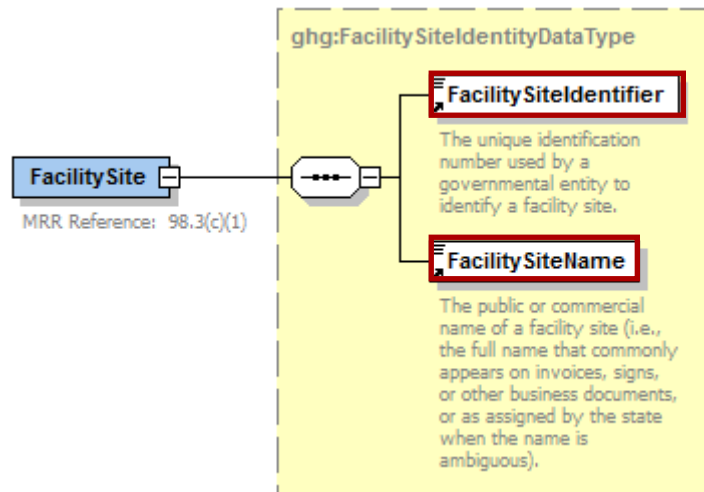 ghg:FacilitySiteIdentityDataType
FacilitySiteIdentifier
The unique identification
number used by a
governmental entity to
identify a facility site.
FacilitySite
MRR Reference: 98.3(c)(1)
FacilitySiteName
The public or commercial
name of a facility site (i.e.,
the full name that commonly
appears on invoices, signs,
or other business documents,
or as assigned by the state
when the name is
ambiguous).